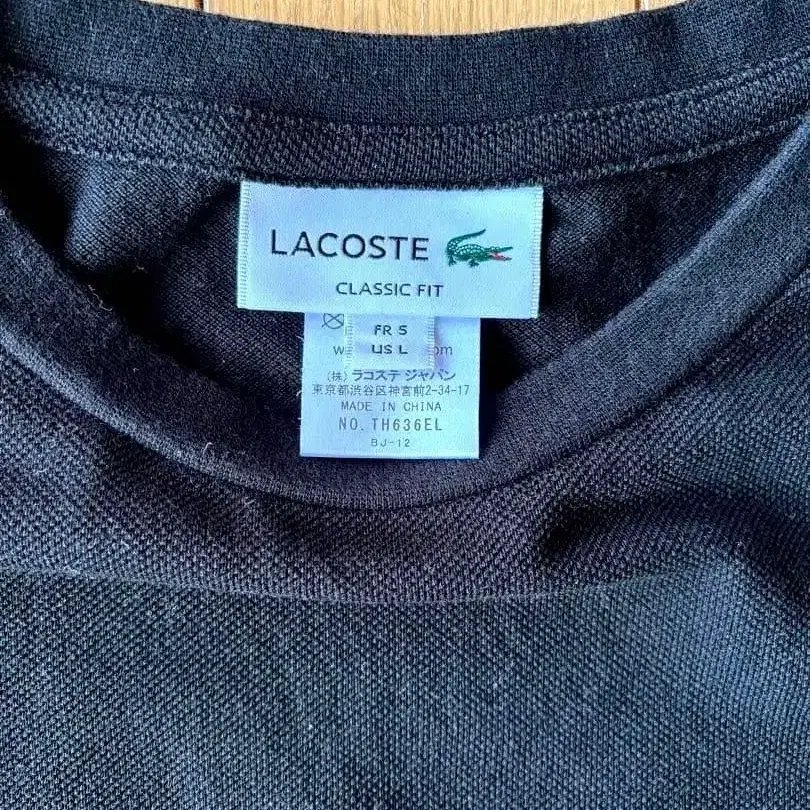 LACOSTE
CLASSIC FIT
FR 5
US L
(株) ラコステ ジャパン
東京都渋谷区神宮前2-34-17
MADE IN CHINA
NO. TH636EL
BJ-12